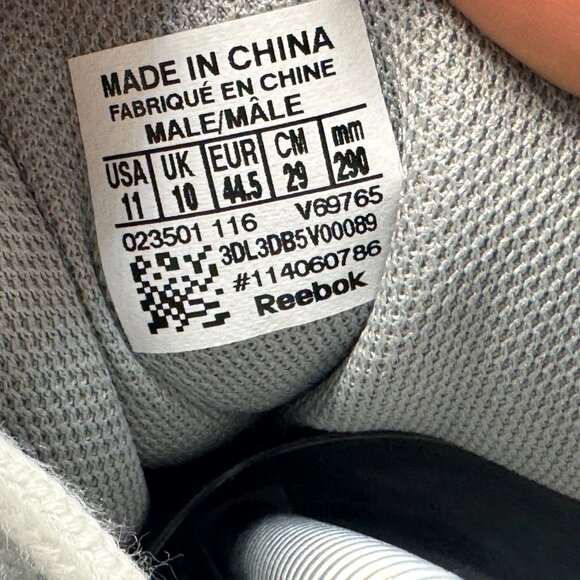 MADE IN CHINA
FABRIQUÉ EN CHINE
MALE/MÂLE
USA UK EUR CM mm
11 10 44.5 29 290
023501 116 V69765
3DL3DB5V00089
#114060786
Reebok